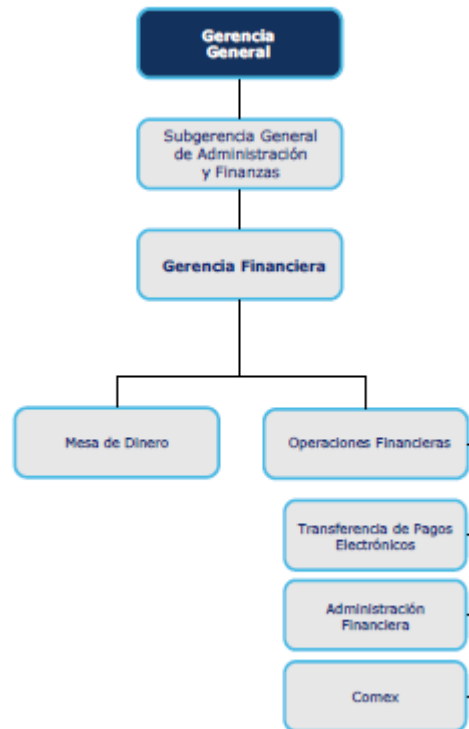 Gerencia
General
Subgerencia General
de Administración
y Finanzas
Gerencia Financiera
Mesa de Dinero
Operaciones Financieras
Transferencia de Pagos
Electrónicos
Administración
Financiera
Comex